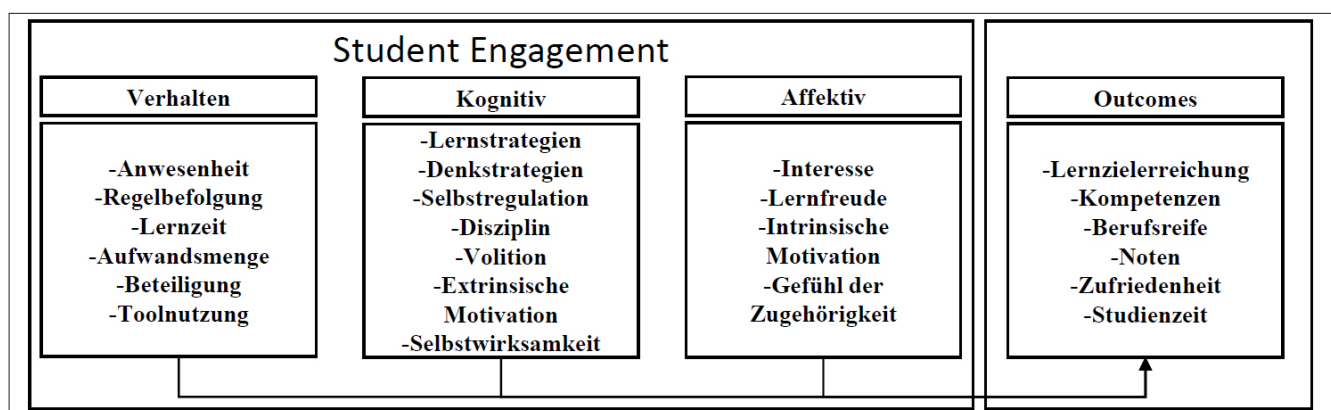 Student Engagement
Verhalten
-Anwesenheit
-Regelbefolgung
-Lernzeit
-Aufwandsmenge
-Beteiligung
-Toolnutzung
Kognitiv
-Lernstrategien
-Denkstrategien
-Selbstregulation
-Disziplin
-Volition
-Extrinsische
Motivation
-Selbstwirksamkeit
Affektiv
-Interesse
-Lernfreude
-Intrinsische
Motivation
-Gefühl der
Zugehörigkeit
Outcomes
-Lernzielerreichung
-Kompetenzen
-Berufsreife
-Noten
-Zufriedenheit
-Studienzeit